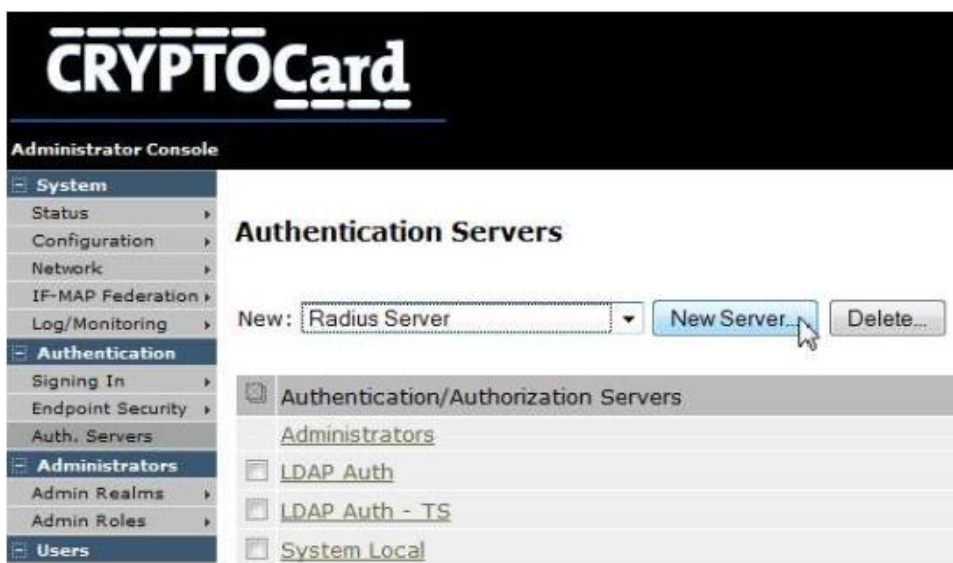 CRYPTOCard
Administrator Console
System
Status
Configuration
Network
IF-MAP Federation
Log/Monitoring
Authentication
Signing In
Endpoint Security
Auth. Servers
Administrators
Admin Realms
Admin Roles
Users
Authentication Servers
New: Radius Server New Server... Delete...
Authentication/Authorization Servers
Administrators
LDAP Auth
LDAP Auth - TS
System Local